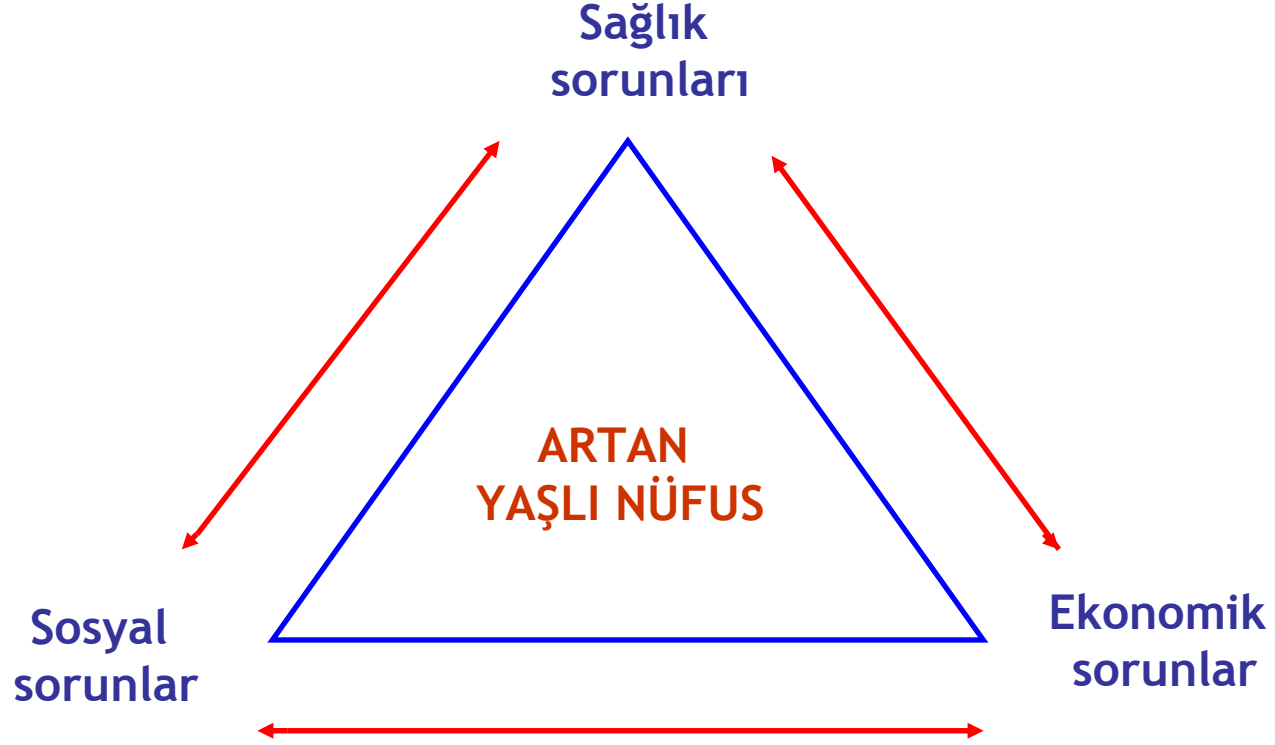 Sağlık
sorunları
ARTAN
YAŞLI NÜFUS
Sosyal
sorunlar
Ekonomik
sorunlar